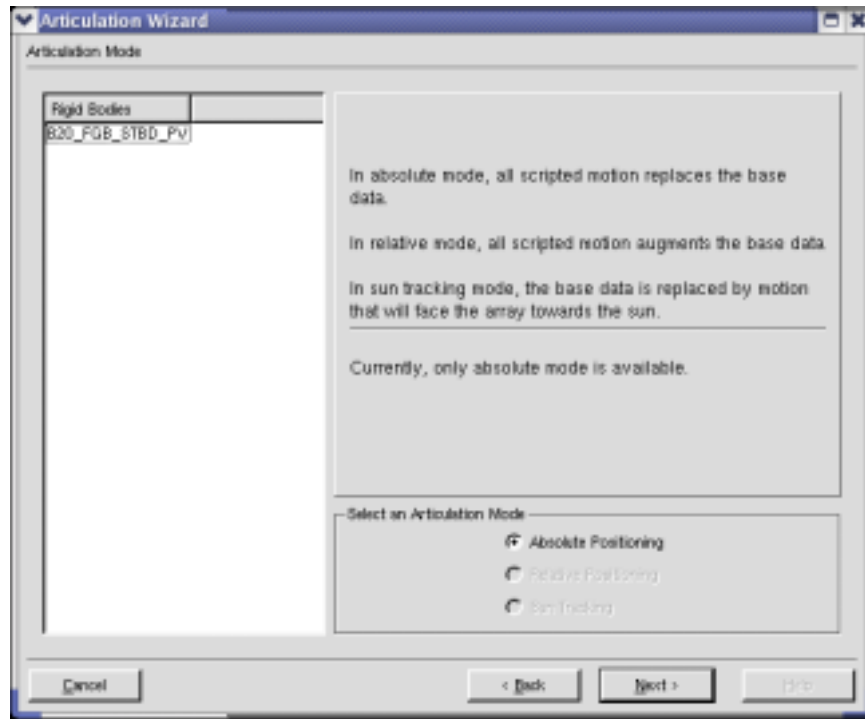 Articulation Wizard
Articulation Mode
Rigid Bodies
B20_FGB_STBD_PV
In absolute mode, all scripted motion replaces the base
data.
In relative mode, all scripted motion augments the base data
In sun tracking mode, the base data is replaced by motion
that will face the array towards the sun.
Currently, only absolute mode is available.
Select an Articulation Mode
Absolute Positioning
Relative Positioning
Sun Tracking
Cancel
< Back
Next >
Help